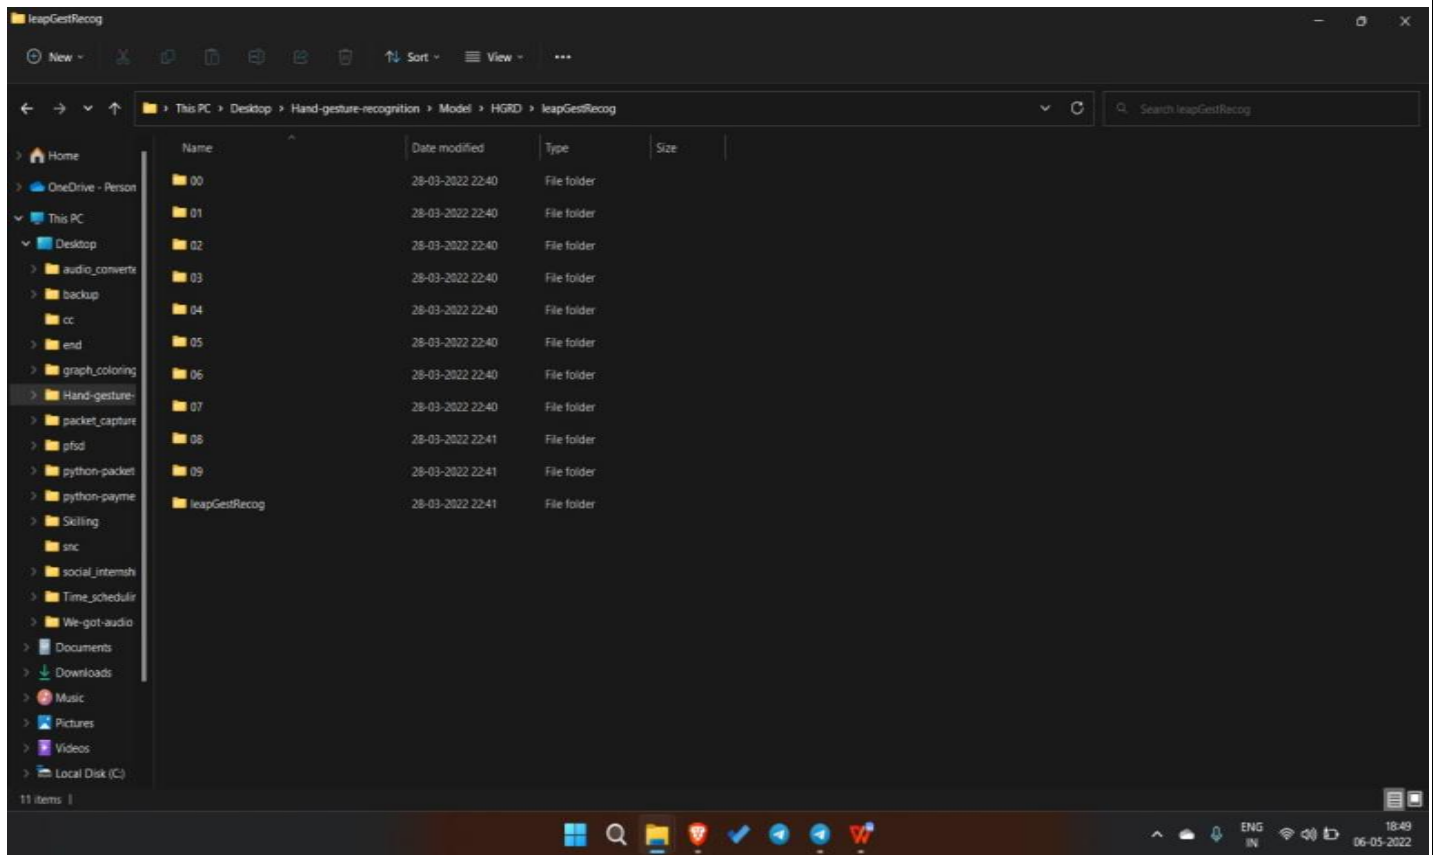 leapGestRecog
New Sort View
This PC > Desktop > Hand-gesture-recognition > Model > HGRD > leapGestRecog
Search leapGestRecog
Name Date modified Type Size
00 28-03-2022 22:40 File folder
01 28-03-2022 22:40 File folder
02 28-03-2022 22:40 File folder
03 28-03-2022 22:40 File folder
04 28-03-2022 22:40 File folder
05 28-03-2022 22:40 File folder
06 28-03-2022 22:40 File folder
07 28-03-2022 22:40 File folder
08 28-03-2022 22:41 File folder
09 28-03-2022 22:41 File folder
leapGestRecog 28-03-2022 22:41 File folder
Home
OneDrive - Person
This PC
Desktop
audio_converte
backup
cc
end
graph_coloring
Hand-gesture-
packet_capture
pfsd
python-packet
python-payme
Skilling
snc
social_internshi
Time_schedulin
We-got-audio
Documents
Downloads
Music
Pictures
Videos
Local Disk (C:)
11 items
ENG
IN
18:49
06-05-2022